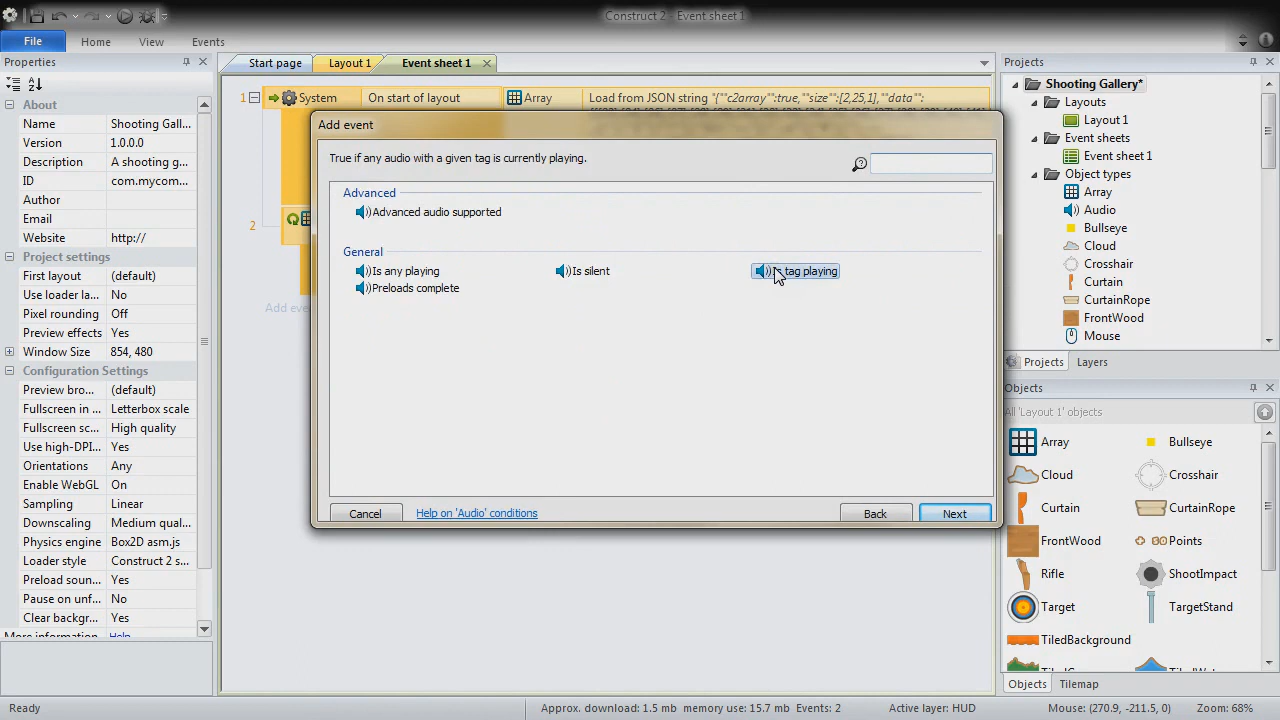 Construct 2 - Event sheet 1
File
Home
View
Events
Properties
About
Name
Shooting Gall...
Version
1.0.0.0
Description
A shooting g...
ID
com.mycom...
Author
Email
Website
http://
Project settings
First layout
(default)
Use loader la...
No
Pixel rounding
Off
Preview effects
Yes
Window Size
854, 480
Configuration Settings
Preview bro...
(default)
Fullscreen in ...
Letterbox scale
Fullscreen sc...
High quality
Use high-DPI...
Yes
Orientations
Any
Enable WebGL
On
Sampling
Linear
Downscaling
Medium qual...
Physics engine
Box2D asm.js
Loader style
Construct 2 s...
Preload soun...
Yes
Pause on unf...
No
Clear backgr...
Yes
More information
Help
Start page
Layout 1
Event sheet 1
1
System
On start of layout
Array
Load from JSON string "{""c2array"":true,""size"":[2,25,1],""data"":
2
Add eve
Add event
True if any audio with a given tag is currently playing.
Advanced
Advanced audio supported
General
Is any playing
Is silent
Is tag playing
Preloads complete
Cancel
Help on 'Audio' conditions
Back
Next
Projects
Shooting Gallery*
Layouts
Layout 1
Event sheets
Event sheet 1
Object types
Array
Audio
Bullseye
Cloud
Crosshair
Curtain
CurtainRope
FrontWood
Mouse
Projects
Layers
Objects
All 'Layout 1' objects
Array
Bullseye
Cloud
Crosshair
Curtain
CurtainRope
FrontWood
Points
Rifle
ShootImpact
Target
TargetStand
TiledBackground
Objects
Tilemap
Ready
Approx. download: 1.5 mb
memory use: 15.7 mb
Events: 2
Active layer: HUD
Mouse: (270.9, -211.5, 0)
Zoom: 68%